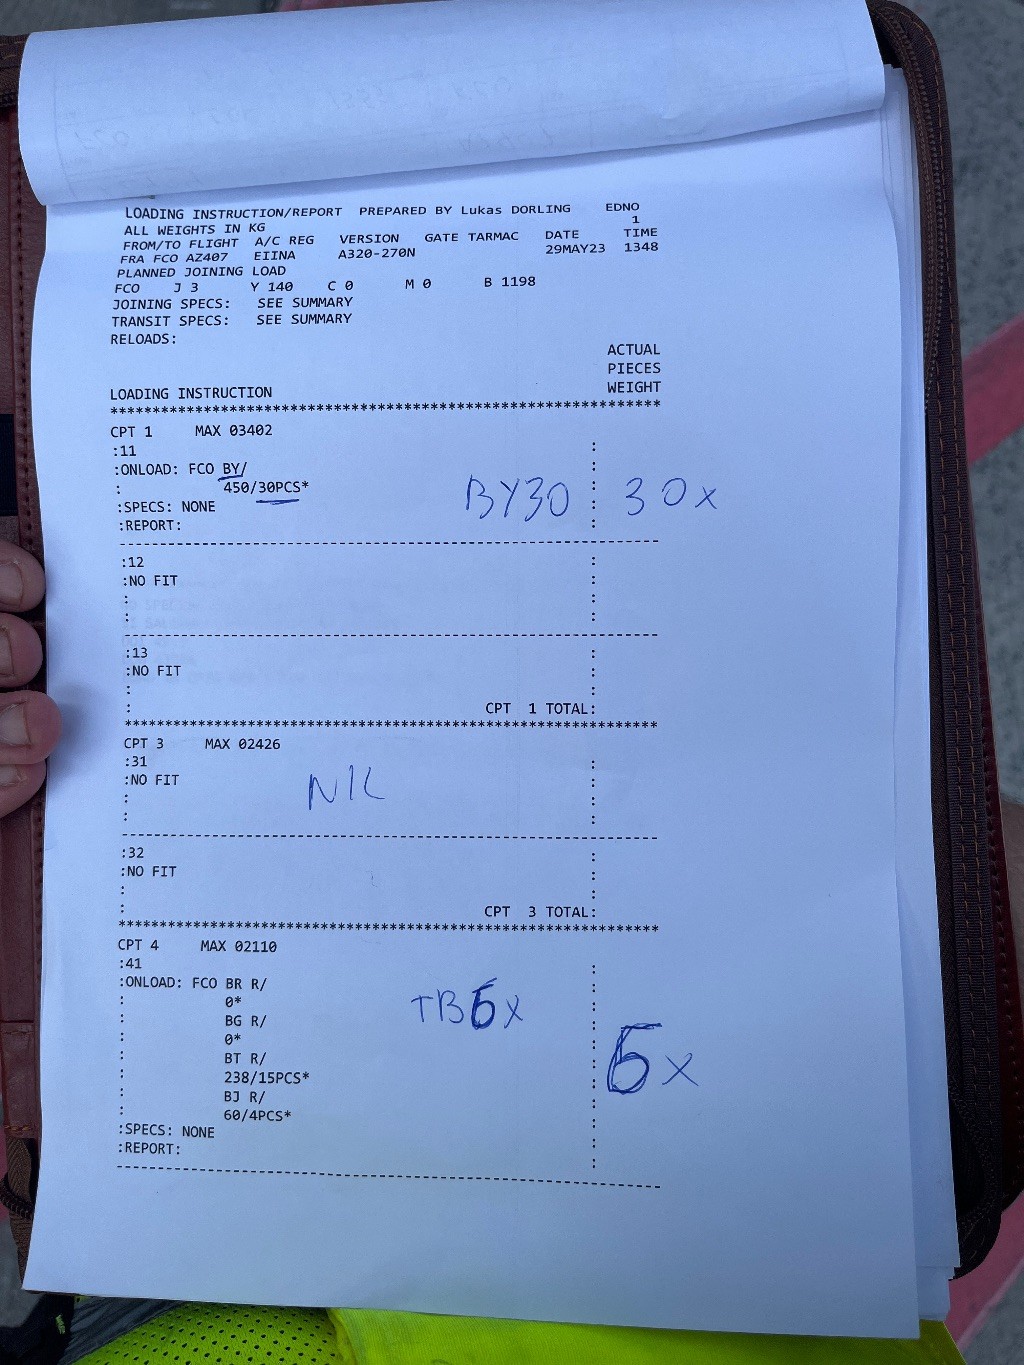 LOADING INSTRUCTION/REPORT PREPARED BY Lukas DORLING EDNO
ALL WEIGHTS IN KG 1
FROM/TO FLIGHT A/C REG VERSION GATE TARMAC DATE TIME
FRA FCO AZ407 EIINA A320-270N 29MAY23 1348
PLANNED JOINING LOAD
FCO J 3 Y 140 C 0 M 0 B 1198
JOINING SPECS: SEE SUMMARY
TRANSIT SPECS: SEE SUMMARY
RELOADS:
ACTUAL
PIECES
LOADING INSTRUCTION WEIGHT
*****************************************************************
CPT 1 MAX 03402
:11 :
:ONLOAD: FCO BY/ :
: 450/30PCS* BY30 : 30x
:SPECS: NONE :
:REPORT: :
----------------------------------------------------------------
:12 :
:NO FIT :
: :
: :
----------------------------------------------------------------
:13 :
:NO FIT :
: :
: CPT 1 TOTAL:
*****************************************************************
CPT 3 MAX 02426
:31 :
:NO FIT NIL :
: :
: :
----------------------------------------------------------------
:32 :
:NO FIT :
: :
: CPT 3 TOTAL:
*****************************************************************
CPT 4 MAX 02110
:41 :
:ONLOAD: FCO BR R/ :
: 0* TB x :
: BG R/ :
: 0* :
: BT R/ : x
: 238/15PCS* :
: BJ R/ :
: 60/4PCS* :
:SPECS: NONE :
:REPORT: :
----------------------------------------------------------------